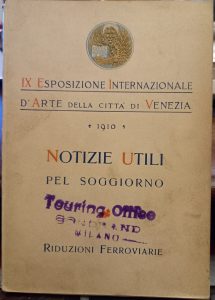 IX ESPOSIZIONE INTERNAZIONALE
D'ARTE DELLA CITTÀ DI VENEZIA
1910
NOTIZIE UTILI
PEL SOGGIORNO
Touring Office
MILANO
RIDUZIONI FERROVIARIE